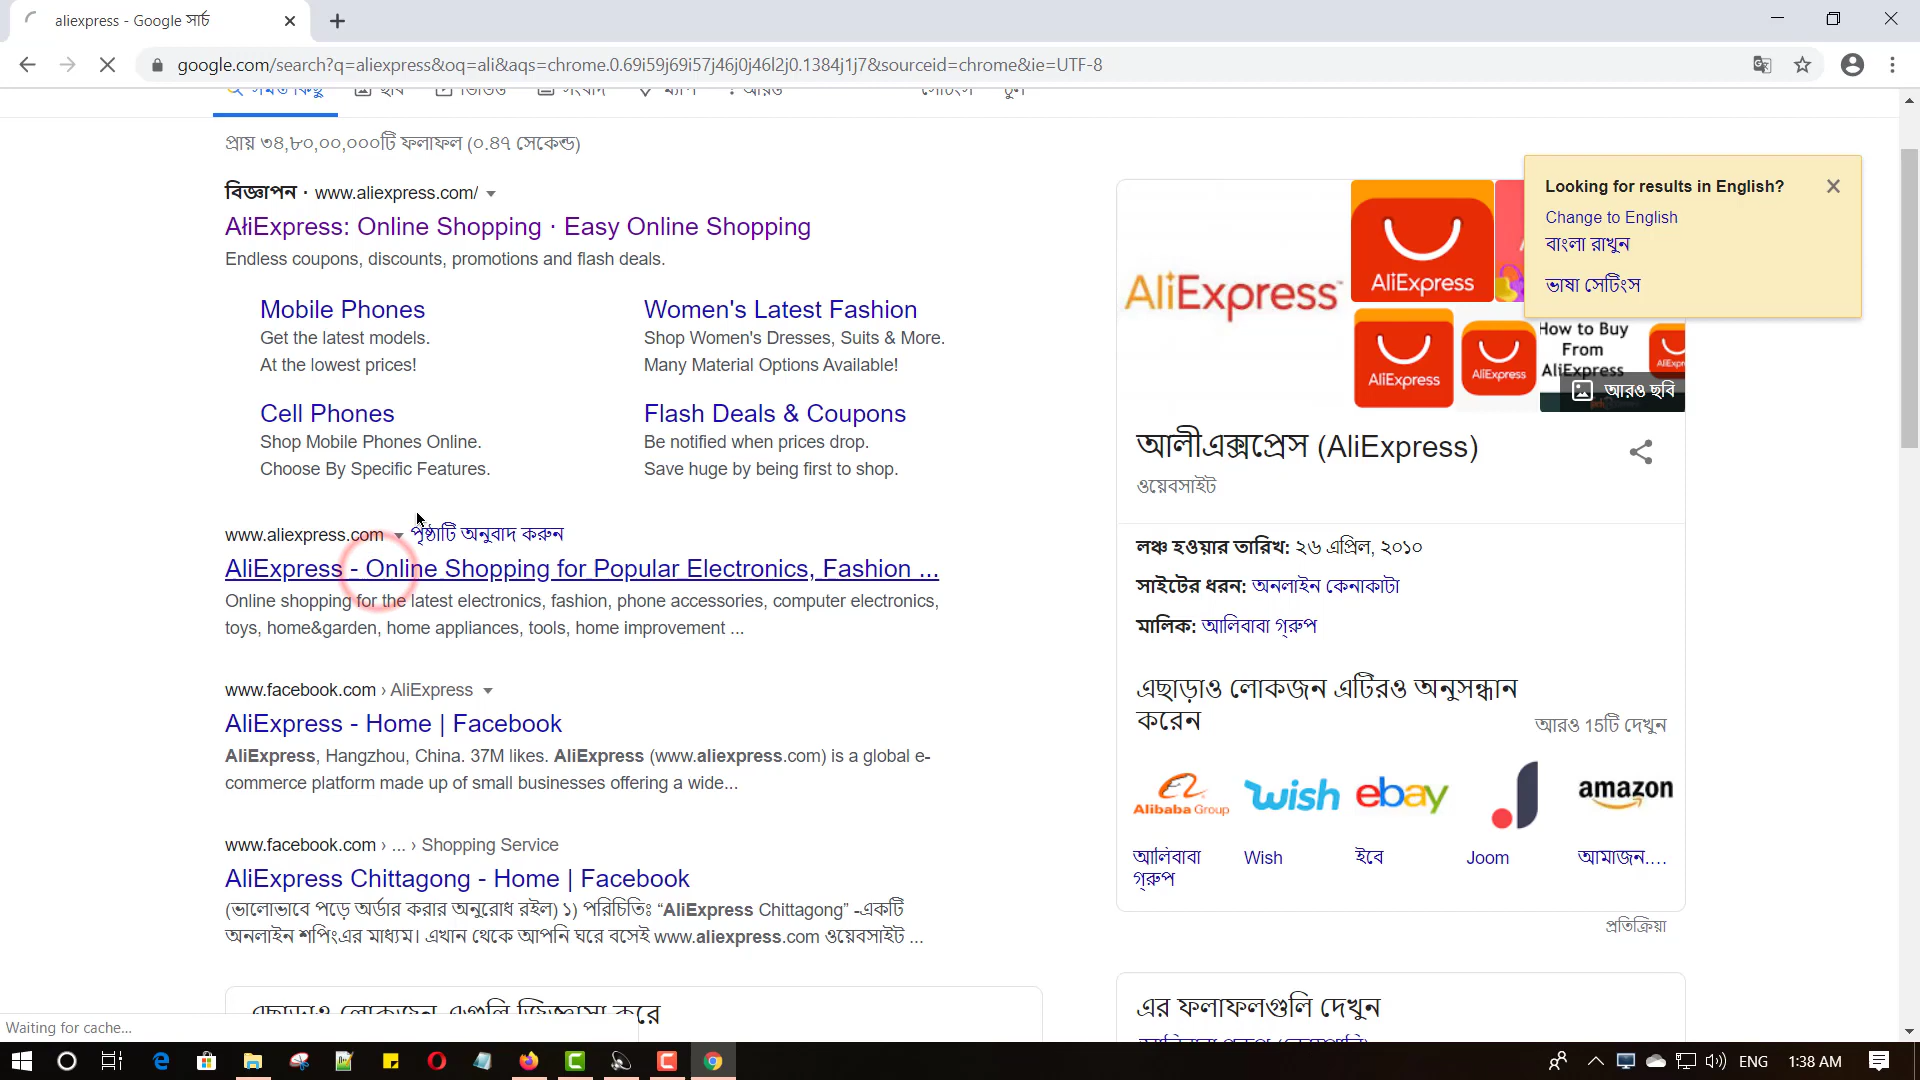 aliexpress - Google সার্চ
google.com/search?q=aliexpress&oq=ali&aqs=chrome.0.69i59j69i57j46j0j46l2j0.1384j1j7&sourceid=chrome&ie=UTF-8
সমস্ত কিছু ছবি ভিডিও সংবাদ ম্যাপ আরও সেটিংস টুল
প্রায় ৩৪,৮০,০০,০০০টি ফলাফল (০.৪৭ সেকেন্ড)
বিজ্ঞাপন · www.aliexpress.com/
AłiExpress: Online Shopping · Easy Online Shopping
Endless coupons, discounts, promotions and flash deals.
Mobile Phones
Get the latest models.
At the lowest prices!
Women's Latest Fashion
Shop Women's Dresses, Suits & More.
Many Material Options Available!
Cell Phones
Shop Mobile Phones Online.
Choose By Specific Features.
Flash Deals & Coupons
Be notified when prices drop.
Save huge by being first to shop.
www.aliexpress.com পৃষ্ঠাটি অনুবাদ করুন
AliExpress - Online Shopping for Popular Electronics, Fashion ...
Online shopping for the latest electronics, fashion, phone accessories, computer electronics,
toys, home&garden, home appliances, tools, home improvement ...
www.facebook.com › AliExpress
AliExpress - Home | Facebook
AliExpress, Hangzhou, China. 37M likes. AliExpress (www.aliexpress.com) is a global e-
commerce platform made up of small businesses offering a wide...
www.facebook.com › ... › Shopping Service
AliExpress Chittagong - Home | Facebook
(ভালোভাবে পড়ে অর্ডার করার অনুরোধ রইল) ১) পরিচিতিঃ “AliExpress Chittagong” -একটি
অনলাইন শপিংএর মাধ্যম। এখান থেকে আপনি ঘরে বসেই www.aliexpress.com ওয়েবসাইট ...
এছাড়াও লোকজন এগুলি জিজ্ঞাসা করে
Looking for results in English?
Change to English
বাংলা রাখুন
ভাষা সেটিংস
AliExpress
AliExpress
AliExpress
AliExpress
How to Buy
From
AliExpress
আরও ছবি
আলীএক্সপ্রেস (AliExpress)
ওয়েবসাইট
লঞ্চ হওয়ার তারিখ: ২৬ এপ্রিল, ২০১০
সাইটের ধরন: অনলাইন কেনাকাটা
মালিক: আলিবাবা গ্রুপ
এছাড়াও লোকজন এটিরও অনুসন্ধান
করেন
আরও 15টি দেখুন
Alibaba Group wish ebay amazon
আলিবাবা
গ্রুপ
Wish
ইবে
Joom
আমাজন....
প্রতিক্রিয়া
এর ফলাফলগুলি দেখুন
Waiting for cache...
ENG
1:38 AM